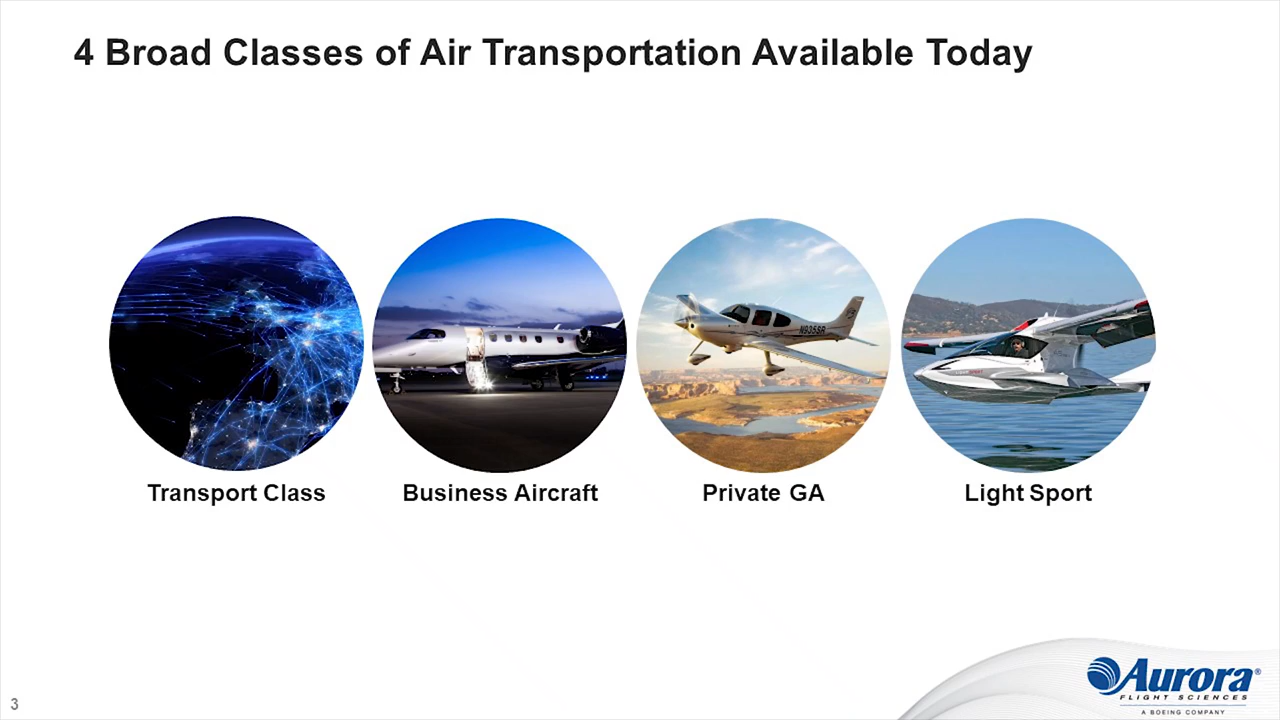 4 Broad Classes of Air Transportation Available Today
N935SR
Transport Class
Business Aircraft
Private GA
Light Sport
3
Aurora®
FLIGHT SCIENCES
A BOEING COMPANY